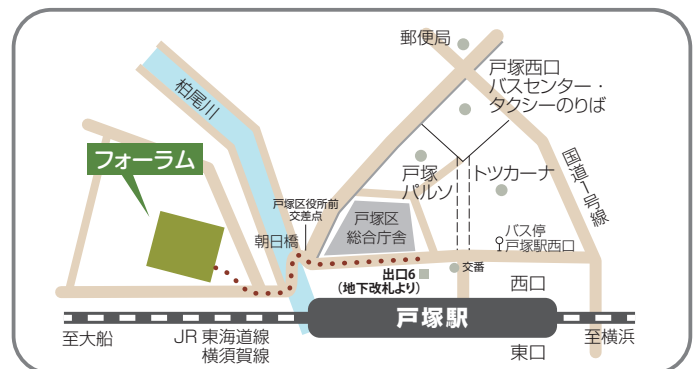 郵便局
戸塚西口
バスセンター・
タクシーのりば
柏尾川
フォーラム
戸塚
パルソ
トツカーナ
国道1号線
戸塚区役所前
交差点
戸塚区
総合庁舎
朝日橋
バス停
戸塚駅西口
出口6
(地下改札より)
交番
西口
戸塚駅
至大船
JR 東海道線
横須賀線
東口
至横浜